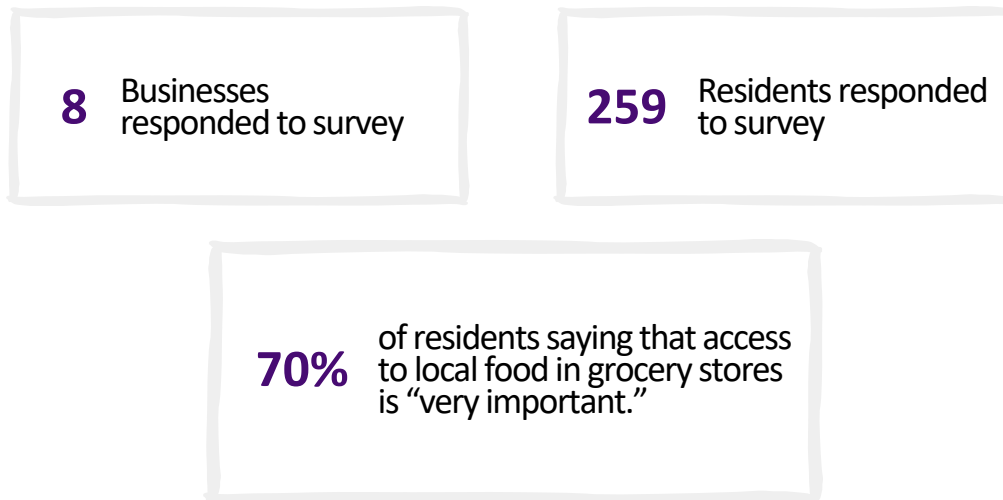 8 Businesses
responded to survey
259 Residents responded
to survey
of residents saying that access
70% to local food in grocery stores
is “very important.”